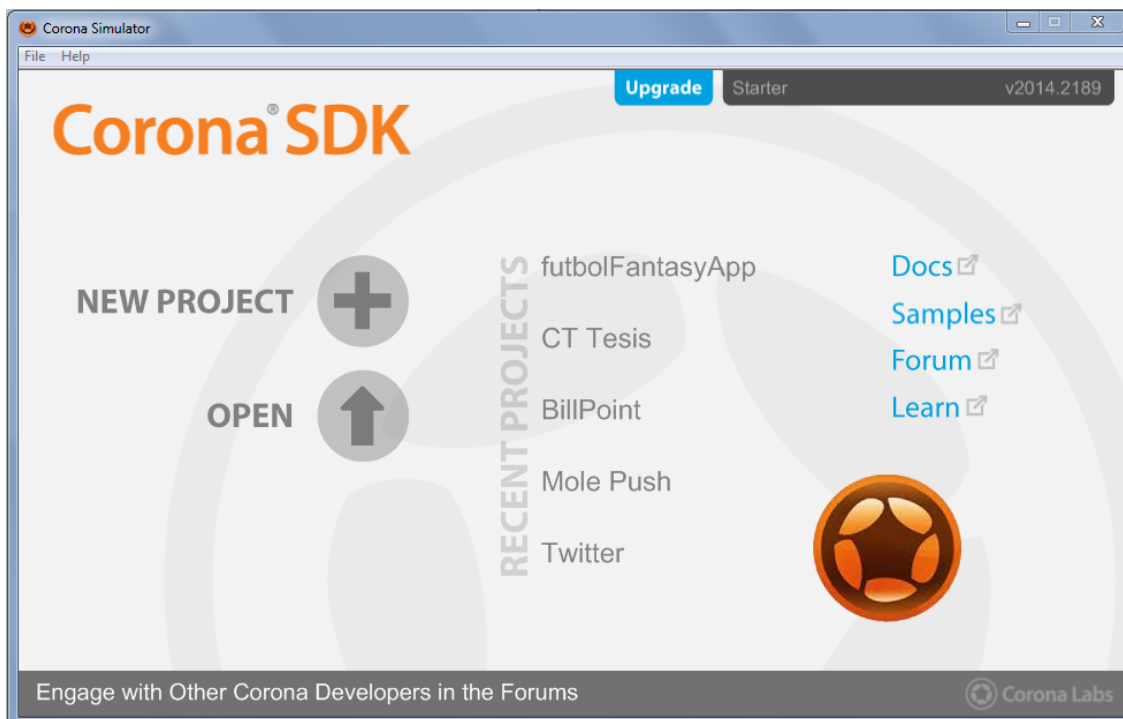 Corona Simulator
File Help
Upgrade Starter v2014.2189
Corona® SDK
NEW PROJECT
OPEN
RECENT PROJECTS
futbolFantasyApp
CT Tesis
BillPoint
Mole Push
Twitter
Docs
Samples
Forum
Learn
Engage with Other Corona Developers in the Forums
Corona Labs